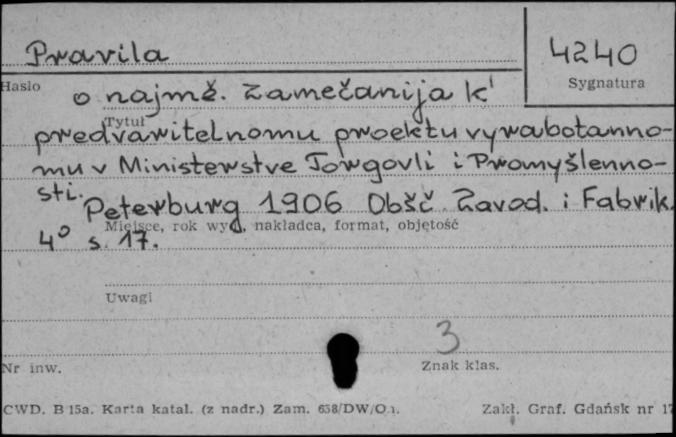 Pravila
4240
Hasło
Sygnatura
o najmě. Zamečanija k'
Tytuł
predvaritelnomu proektu vyrabotanno-
mu v Ministerstve Torgovli i Promyšlenno-
sti.
Peterburg 1906 Obšč. Zavod. i Fabrik.
Miejsce, rok wyd., nakładca, format, objętość
4° s. 17.
Uwagi
3
Nr inw.
Znak klas.
CWD. B 15a. Karta katal. (z nadr.) Zam. 658/DW/O
Zakł. Graf. Gdańsk nr 17